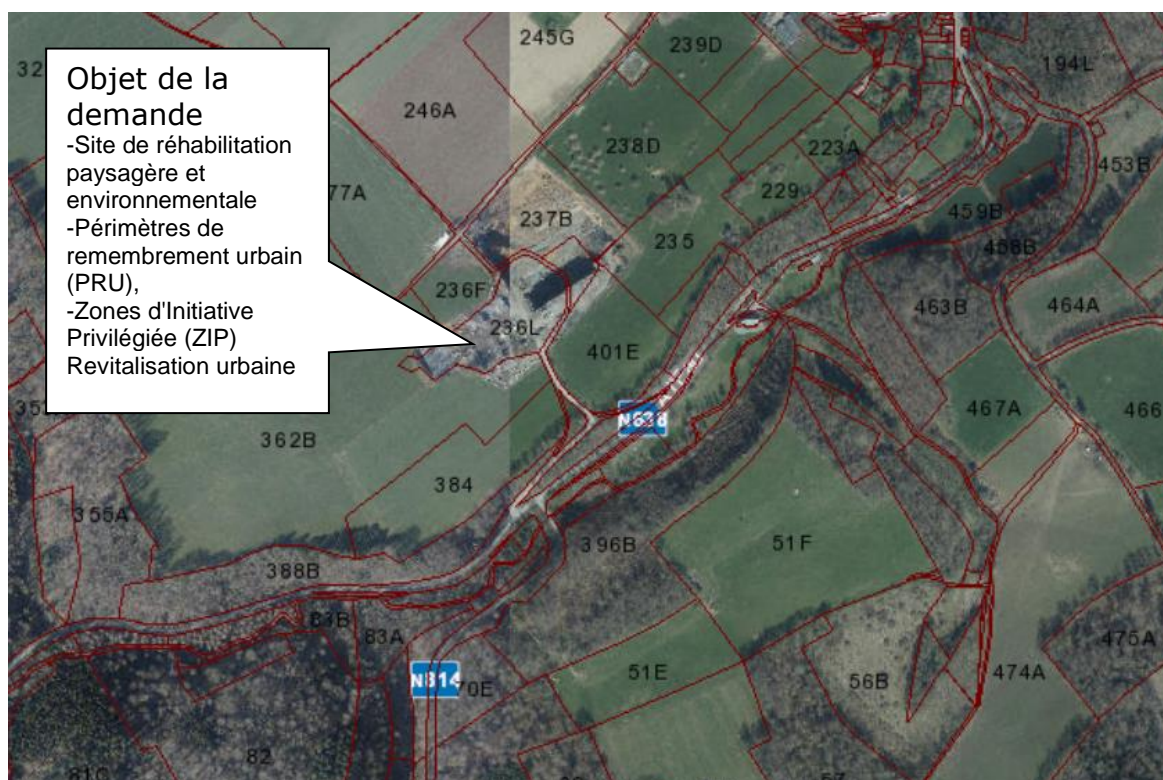 Objet de la
demande
-Site de réhabilitation
paysagère et
environnementale
-Périmètres de
remembrement urbain
(PRU),
-Zones d'Initiative
Privilégiée (ZIP)
Revitalisation urbaine
245G
239D
194L
246A
238D
223A
453B
77A
229
237B
459B
235
458B
236F
463B
464A
236L
401E
N638
467A
466
362B
384
355A
396B
51F
388B
83B
83A
475A
51E
474A
N814
70E
56B
82
81C